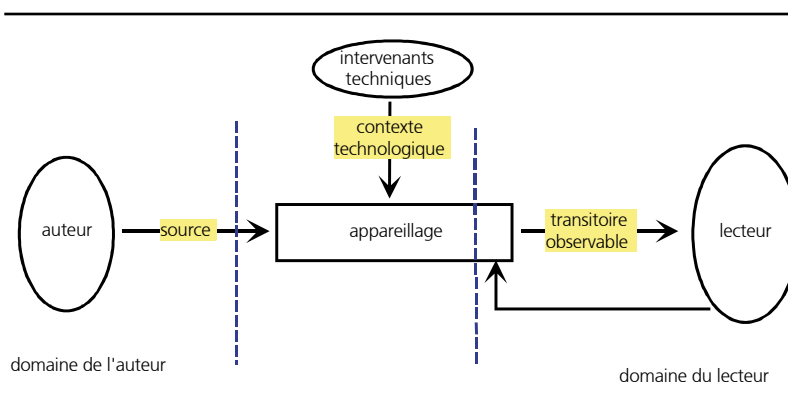 intervenants
techniques
contexte
technologique
auteur
source
appareillage
transitoire
observable
lecteur
domaine de l'auteur
domaine du lecteur